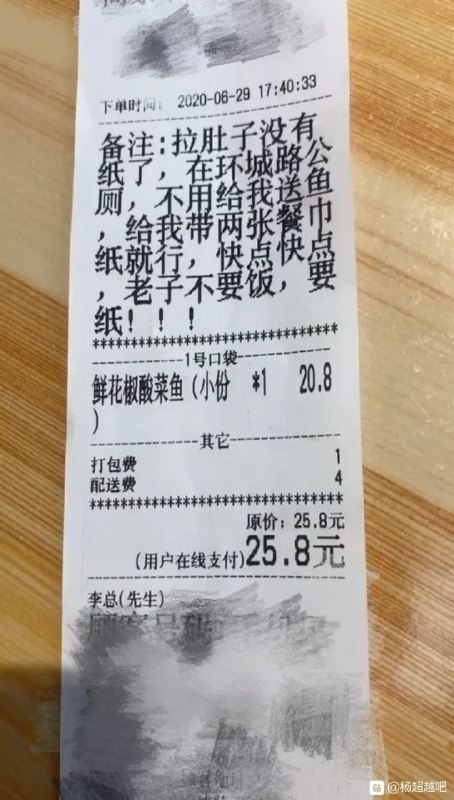 下单时间: 2020-06-29 17:40:33
备注:拉肚子没有
纸了，在环城路公
厕，不用给我送鱼
，给我带两张餐巾
纸就行，快点快点
，老子不要饭，要
纸！！！
********************************
1号口袋
鲜花椒酸菜鱼(小份 *1 20.8
)
其它
打包费 1
配送费 4
********************************
原价: 25.8元
(用户在线支付)25.8元
李总(先生)
贴 @杨超越吧